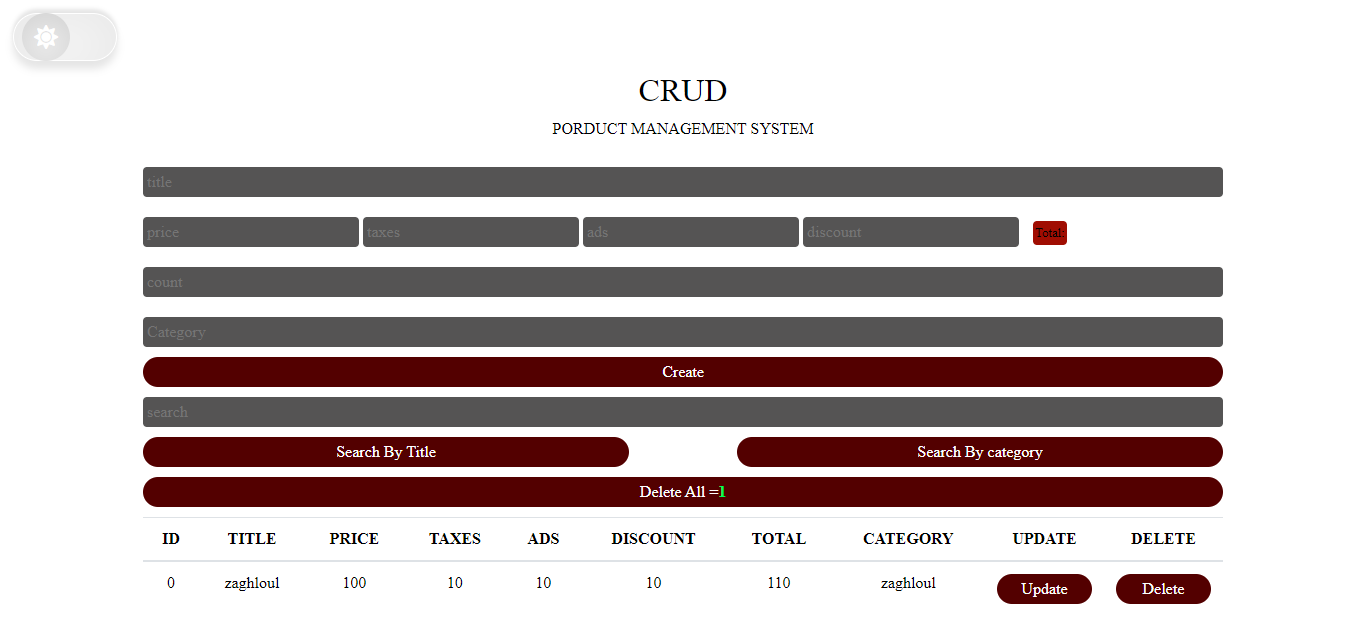 CRUD
PORDUCT MANAGEMENT SYSTEM
title
price taxes ads discount Total:
count
Category
Create
search
Search By Title Search By category
Delete All =1
ID TITLE PRICE TAXES ADS DISCOUNT TOTAL CATEGORY UPDATE DELETE
0 zaghloul 100 10 10 10 110 zaghloul Update Delete